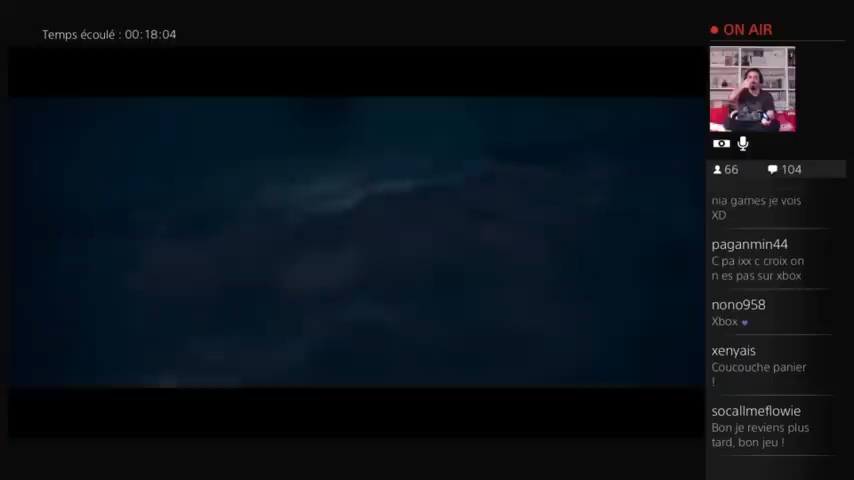 Temps écoulé : 00:18:04
ON AIR
66 104
nia games je vois
XD
paganmin44
C pa ixx c croix on
n es pas sur xbox
nono958
Xbox
xenyais
Coucouche panier
!
socallmeflowie
Bon je reviens plus
tard, bon jeu !